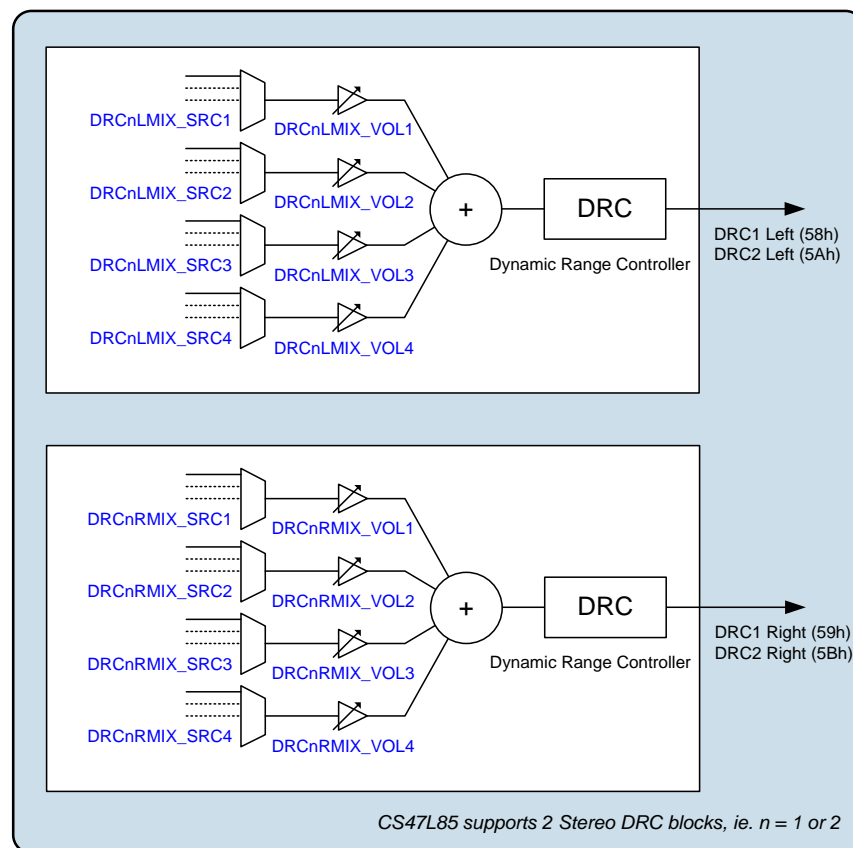 DRCnLMIX_SRC1
DRCnLMIX_VOL1
DRCnLMIX_SRC2
DRCnLMIX_VOL2
DRCnLMIX_SRC3
DRCnLMIX_VOL3
DRCnLMIX_SRC4
DRCnLMIX_VOL4
+
DRC
Dynamic Range Controller
DRC1 Left (58h)
DRC2 Left (5Ah)
DRCnRMIX_SRC1
DRCnRMIX_VOL1
DRCnRMIX_SRC2
DRCnRMIX_VOL2
DRCnRMIX_SRC3
DRCnRMIX_VOL3
DRCnRMIX_SRC4
DRCnRMIX_VOL4
+
DRC
Dynamic Range Controller
DRC1 Right (59h)
DRC2 Right (5Bh)
CS47L85 supports 2 Stereo DRC blocks, ie. n = 1 or 2